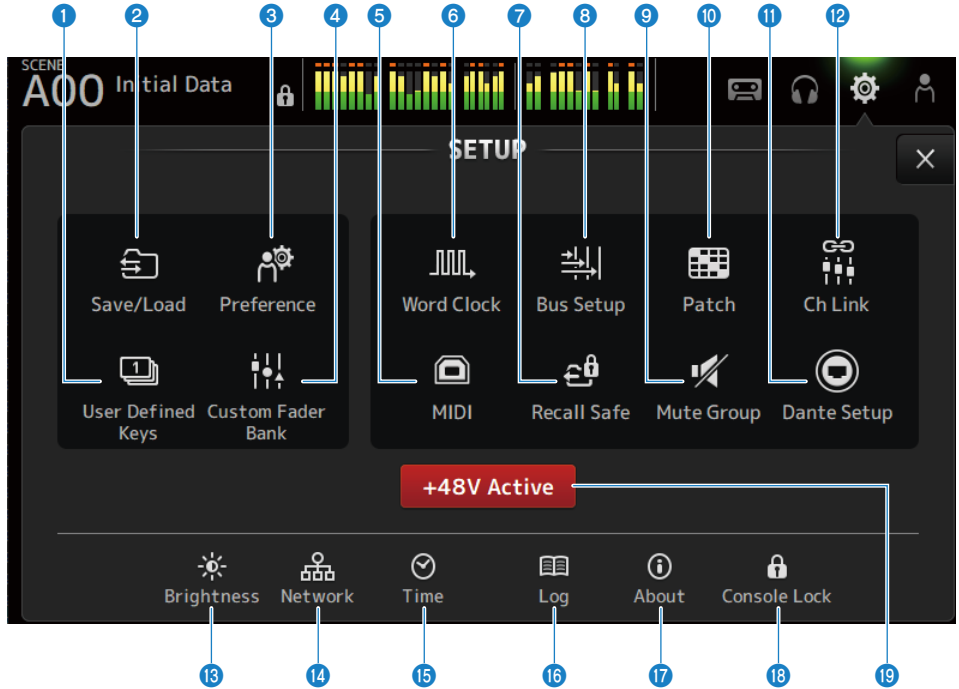 1 2 3 4 5 6 7 8 9 10 11 12
SCENE
A00 Initial Data
SETUP
Save/Load Preference Word Clock Bus Setup Patch Ch Link
1
User Defined Keys Custom Fader Bank MIDI Recall Safe Mute Group Dante Setup
+48V Active
Brightness Network Time Log About Console Lock
13 14 15 16 17 18 19